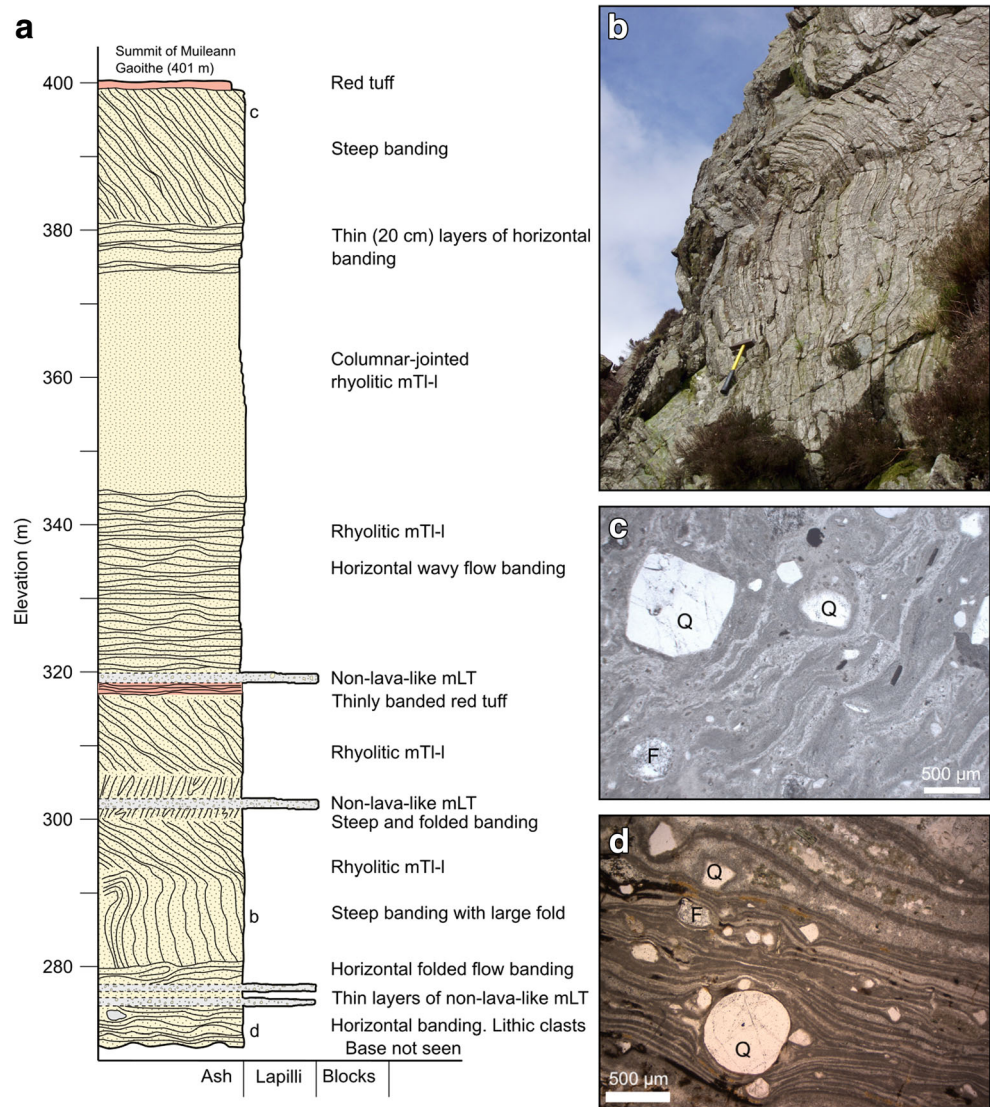 a
Summit of Muileann
Gaoithe (401 m)
400
Red tuff
c
Steep banding
380
Thin (20 cm) layers of horizontal
banding
Columnar-jointed
rhyolitic mTl-l
360
Elevation (m)
340
Rhyolitic mTl-l
Horizontal wavy flow banding
320
Non-lava-like mLT
Thinly banded red tuff
Rhyolitic mTl-l
Non-lava-like mLT
300
Steep and folded banding
Rhyolitic mTl-l
b
Steep banding with large fold
280
Horizontal folded flow banding
Thin layers of non-lava-like mLT
d
Horizontal banding. Lithic clasts
Base not seen
Ash
Lapilli
Blocks
b
c
Q
Q
F
500 µm
d
Q
F
Q
500 µm